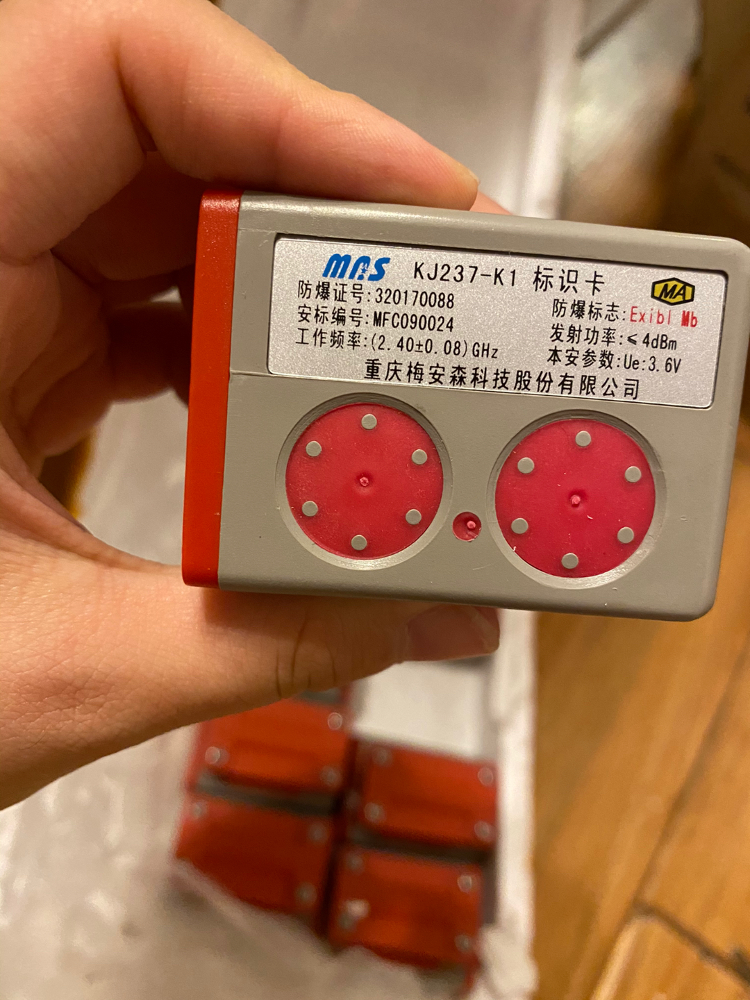 MAS KJ237-K1 标识卡 MA
防爆证号:320170088 防爆标志:ExibI Mb
安标编号:MFC090024 发射功率:≤4dBm
工作频率:(2.40±0.08)GHz 本安参数:Ue:3.6V
重庆梅安森科技股份有限公司